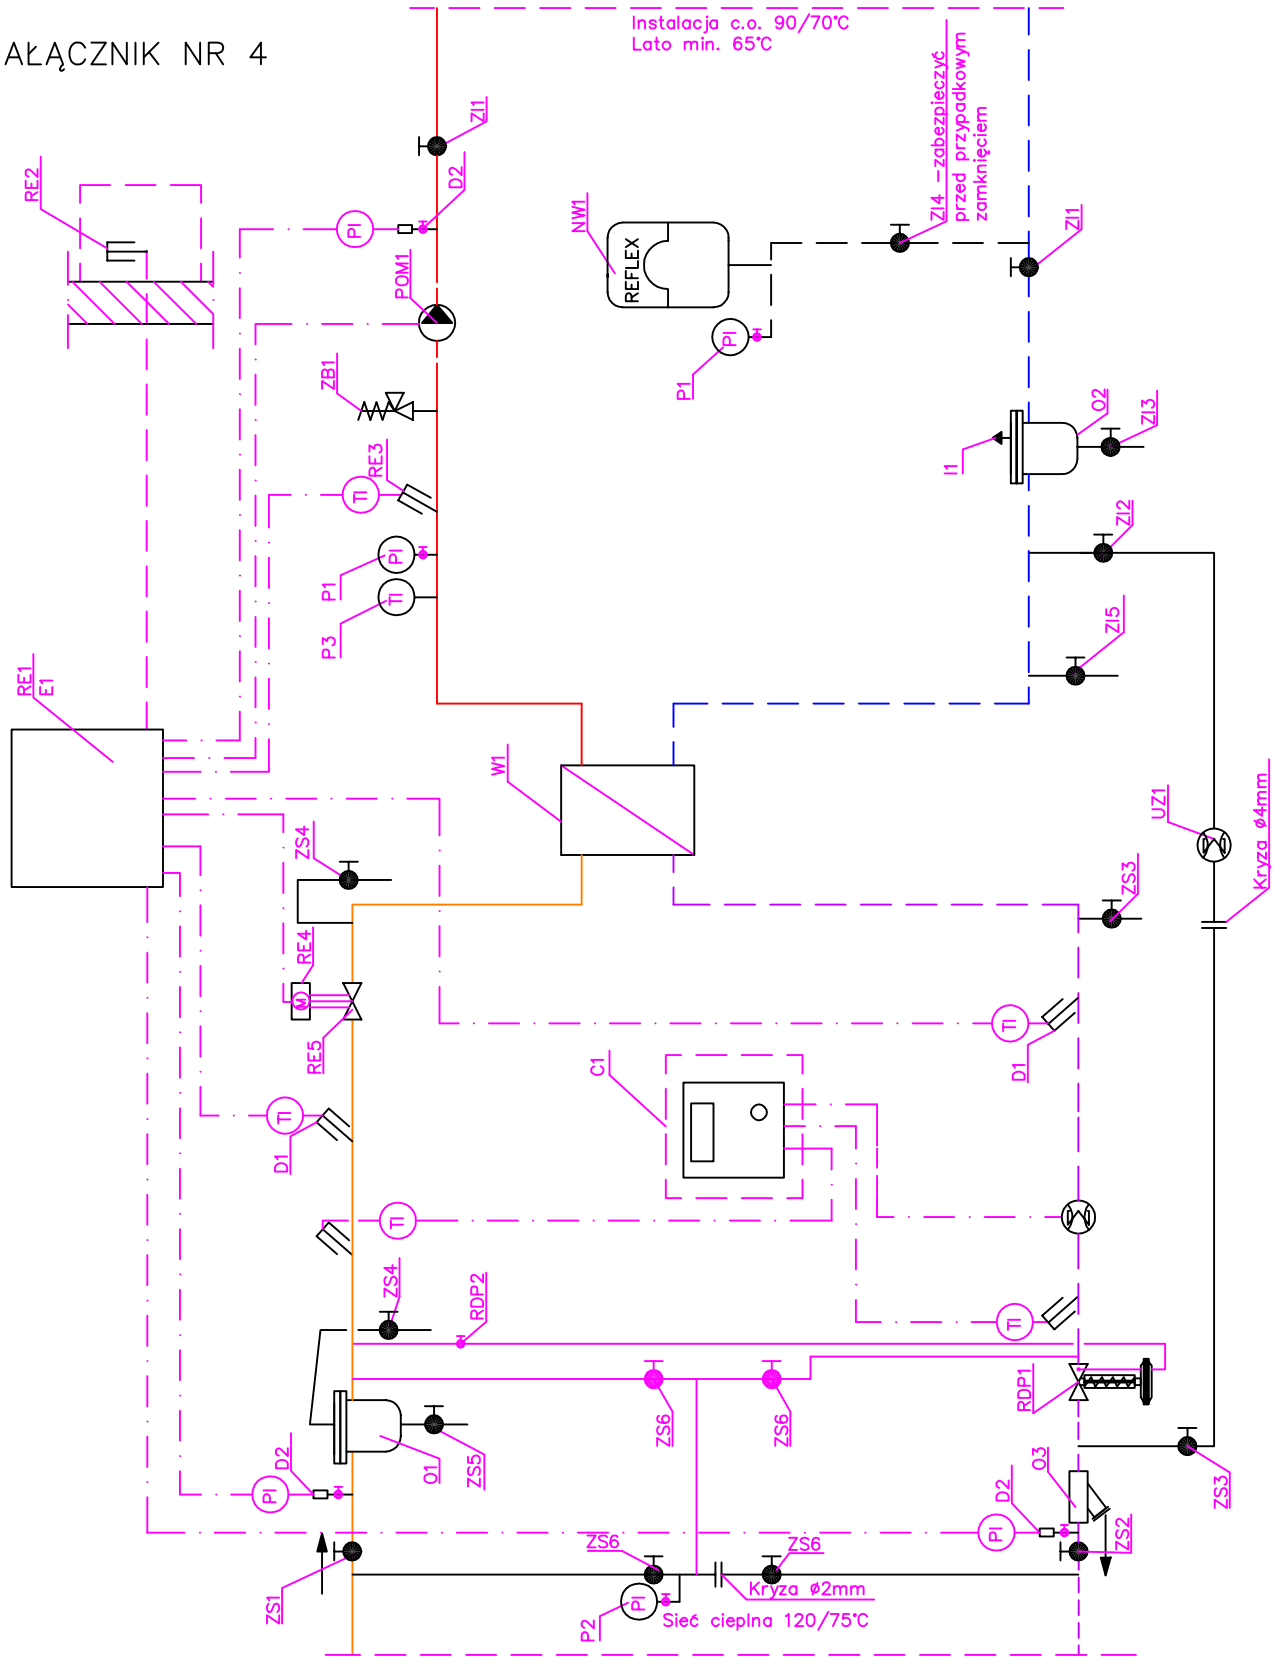 AŁĄCZNIK NR 4
Instalacja c.o. 90/70°C
Lato min. 65°C
ZI4 –zabezpieczyć
przed przypadkowym
zamknięciem
RE2
ZI1
D2
PI
POM1
NW1
REFLEX
ZI1
PI
P1
ZB1
RE3
TI
I1
O2
ZI3
PI
P1
TI
P3
ZI2
ZI5
RE1
E1
W1
UZ1
Kryza ø4mm
ZS4
ZS3
RE4
M
RE5
TI
D1
C1
TI
D1
TI
ZS4
RDP2
TI
RDP1
ZS6
ZS6
O1
ZS5
D2
PI
O3
D2
PI
ZS3
ZS2
ZS1
ZS6
ZS6
Kryza ø2mm
PI
P2
Sieć cieplna 120/75°C